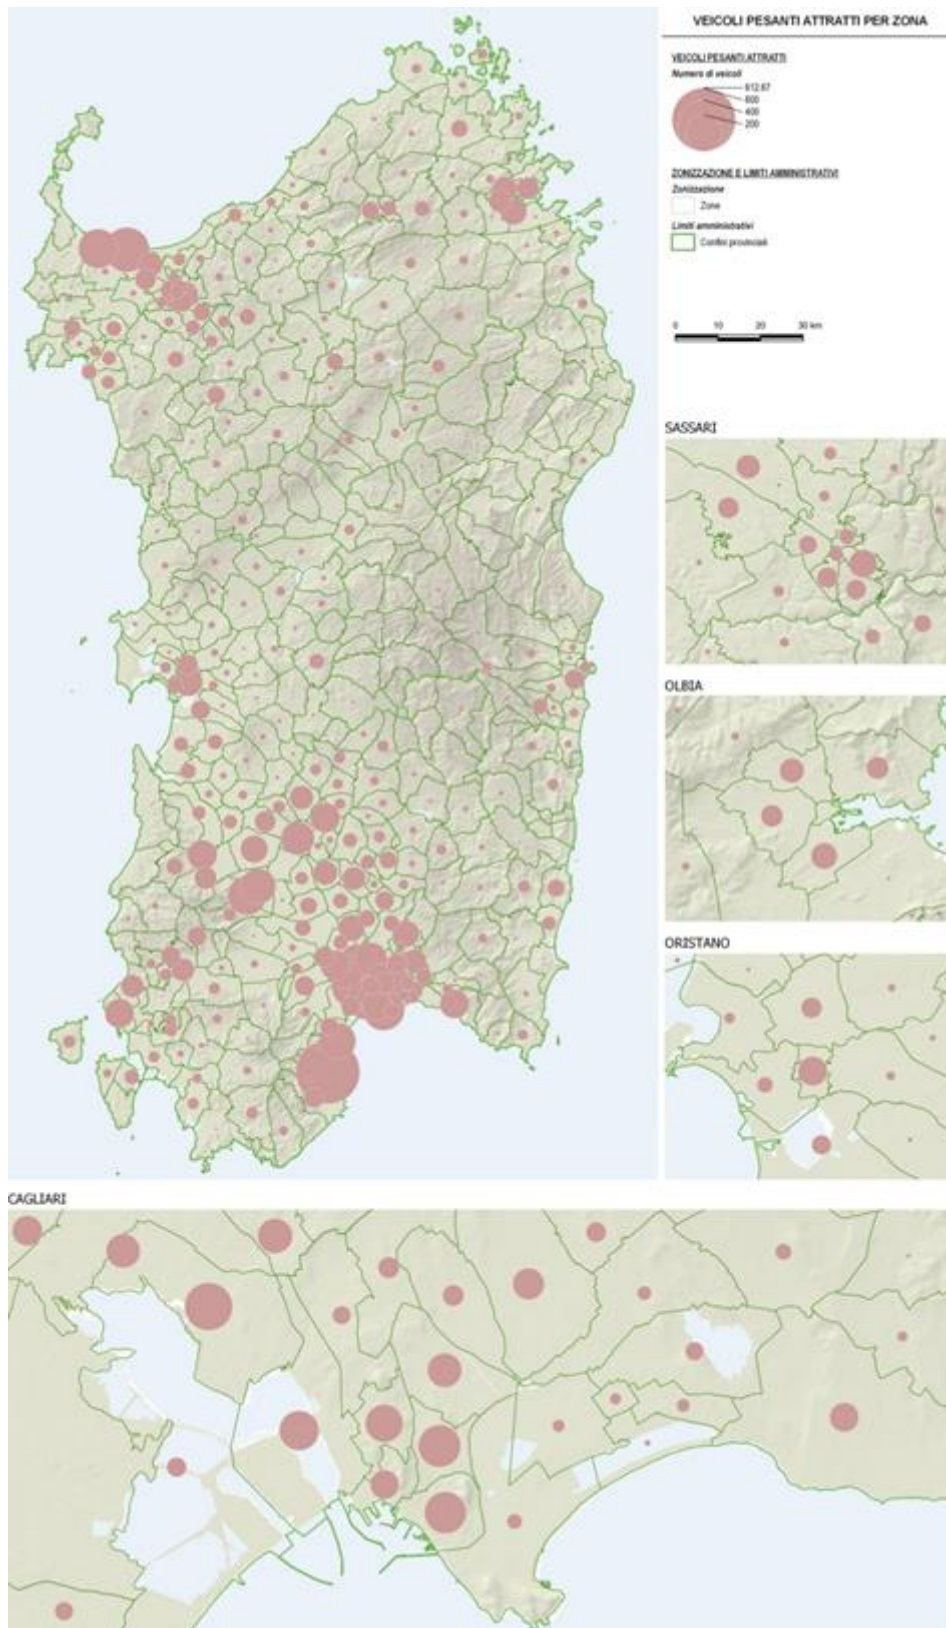 VEICOLI PESANTI ATTRATTI PER ZONA
VEICOLI PESANTI ATTRATTI
Numero di veicoli
612.67
600
400
200
ZONIZZAZIONE E LIMITI AMMINISTRATIVI
Zonizzazione
Zone
Limiti amministrativi
Confini provinciali
0 10 20 30 km
SASSARI
OLBIA
ORISTANO
CAGLIARI